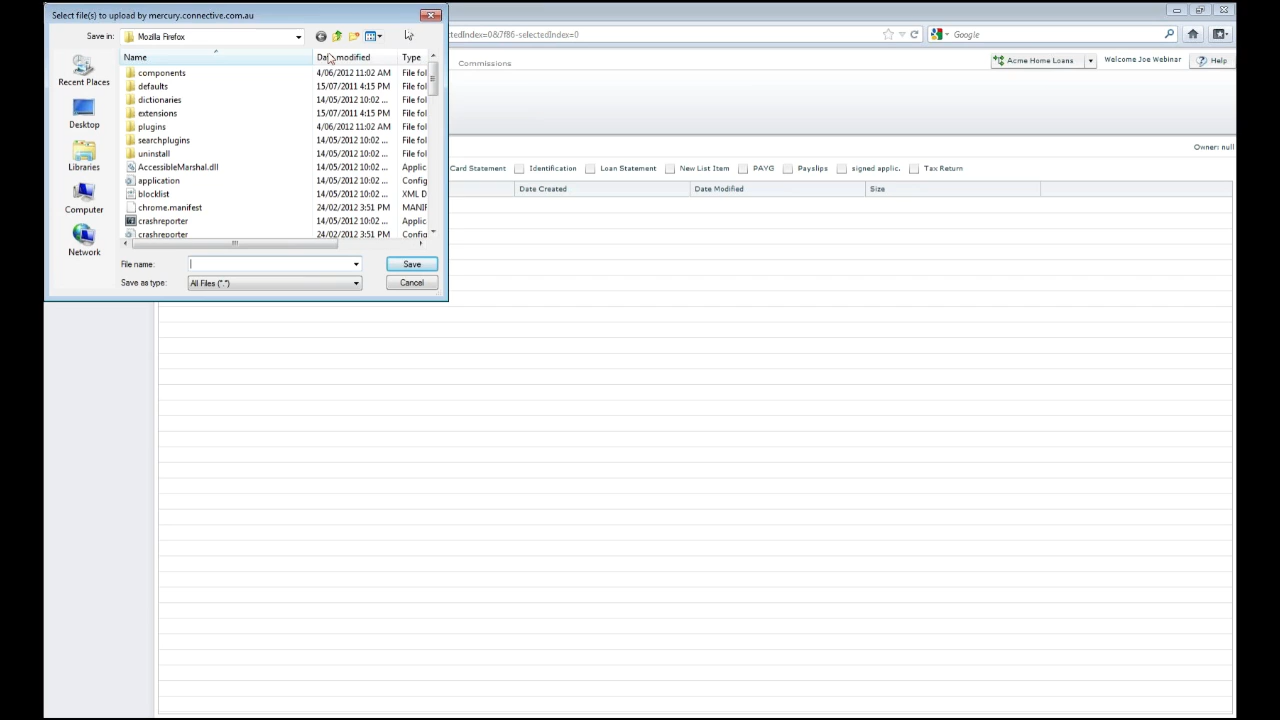 Select file(s) to upload by mercury.connective.com.au
Save in: Mozilla Firefox
Name Date modified Type
components 4/06/2012 11:02 AM File fol
defaults 15/07/2011 4:15 PM File fol
dictionaries 14/05/2012 10:02 ... File fol
extensions 15/07/2011 4:15 PM File fol
plugins 4/06/2012 11:02 AM File fol
searchplugins 14/05/2012 10:02 ... File fol
uninstall 14/05/2012 10:02 ... File fol
AccessibleMarshal.dll 14/05/2012 10:02 ... Applic
application 14/05/2012 10:02 ... Config
blocklist 14/05/2012 10:02 ... XML D
chrome.manifest 24/02/2012 3:51 PM MANIF
crashreporter 14/05/2012 10:02 ... Applic
crashreporter 24/02/2012 3:51 PM Config
Recent Places
Desktop
Libraries
Computer
Network
File name: Save
Save as type: All Files (*.*) Cancel
ctedIndex=0&7f86-selectedIndex=0 Google
Commissions Acme Home Loans Welcome Joe Webinar Help
Owner: null
Card Statement Identification Loan Statement New List Item PAYG Payslips signed applic. Tax Return
Date Created Date Modified Size